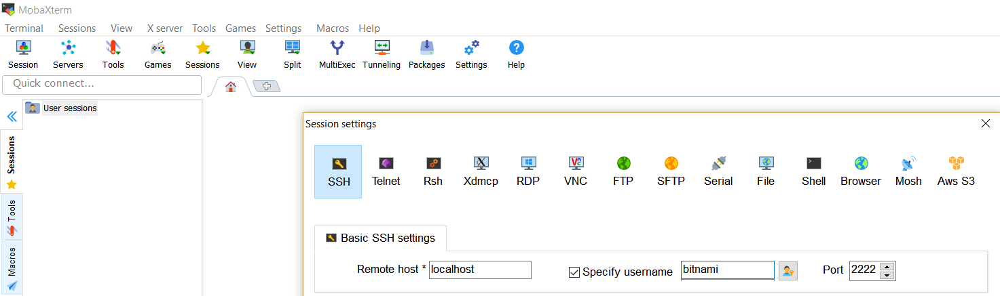 MobaXterm
Terminal Sessions View X server Tools Games Settings Macros Help
Session Servers Tools Games Sessions View Split MultiExec Tunneling Packages Settings Help
Quick connect...
User sessions
Sessions
Tools
Macros
Session settings
SSH Telnet Rsh Xdmcp RDP VNC FTP SFTP Serial File Shell Browser Mosh Aws S3
Basic SSH settings
Remote host * localhost Specify username bitnami Port 2222